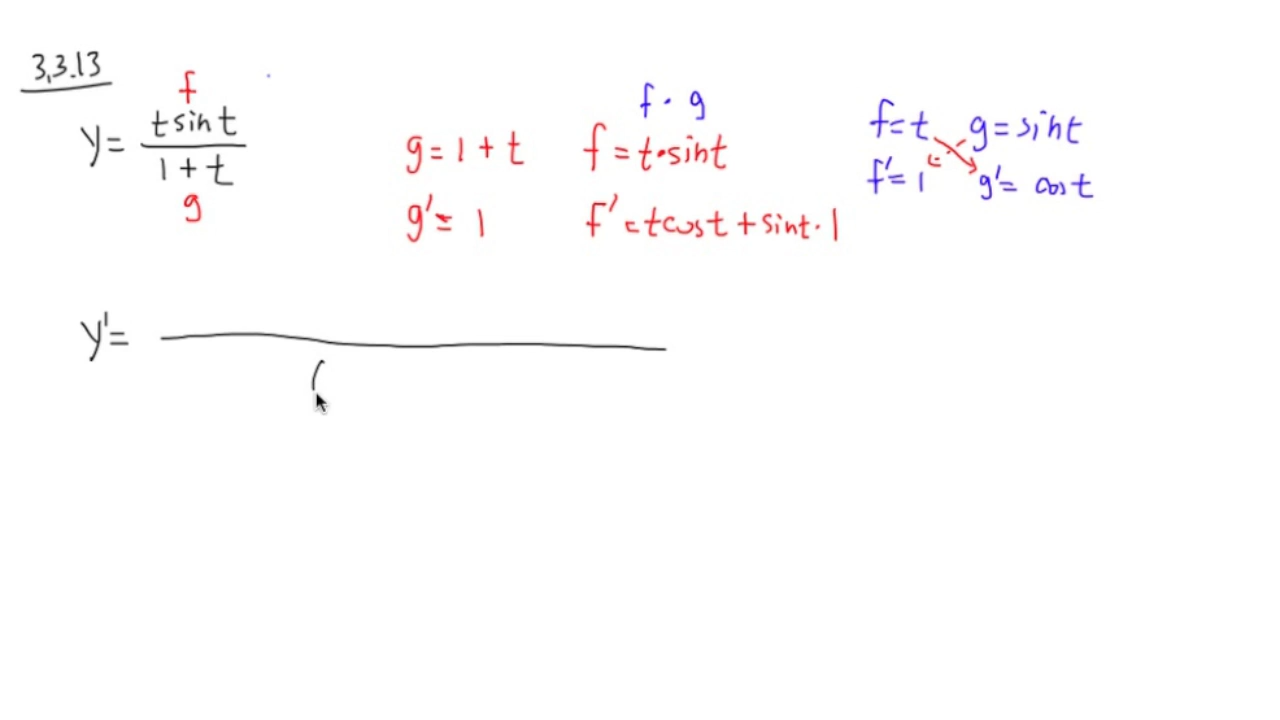 3.3.13
f
y = t sin t / 1 + t
g
g = 1 + t
g' = 1
f · g
f = t · sin t
f' = t cos t + sin t · 1
f = t g = sin t
f' = 1 g' = cos t
y' =
(